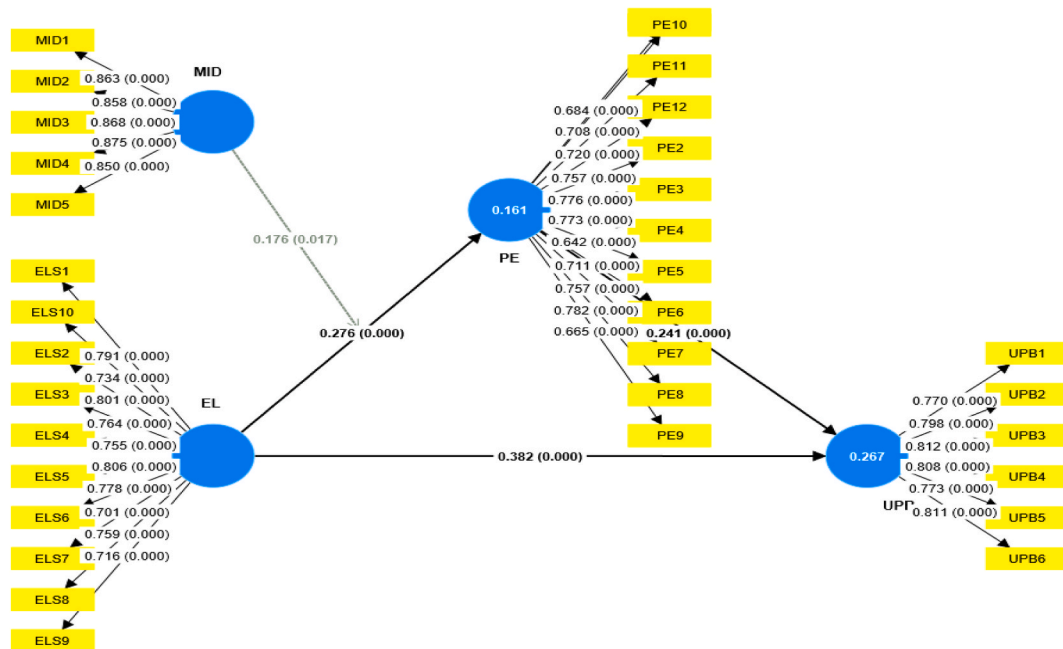 MID1
MID2
MID3
MID4
MID5
0.863 (0.000)
0.858 (0.000)
0.868 (0.000)
0.875 (0.000)
0.850 (0.000)
MID
0.176 (0.017)
ELS1
ELS10
ELS2
ELS3
ELS4
ELS5
ELS6
ELS7
ELS8
ELS9
0.791 (0.000)
0.734 (0.000)
0.801 (0.000)
0.764 (0.000)
0.755 (0.000)
0.806 (0.000)
0.778 (0.000)
0.701 (0.000)
0.759 (0.000)
0.716 (0.000)
EL
0.276 (0.000)
0.382 (0.000)
0.161
PE
0.684 (0.000)
0.708 (0.000)
0.720 (0.000)
0.757 (0.000)
0.776 (0.000)
0.773 (0.000)
0.642 (0.000)
0.711 (0.000)
0.757 (0.000)
0.782 (0.000)
0.665 (0.000)
PE10
PE11
PE12
PE2
PE3
PE4
PE5
PE6
PE7
PE8
PE9
0.241 (0.000)
0.267
0.770 (0.000)
0.798 (0.000)
0.812 (0.000)
0.808 (0.000)
0.773 (0.000)
0.811 (0.000)
UPB1
UPB2
UPB3
UPB4
UPB5
UPB6